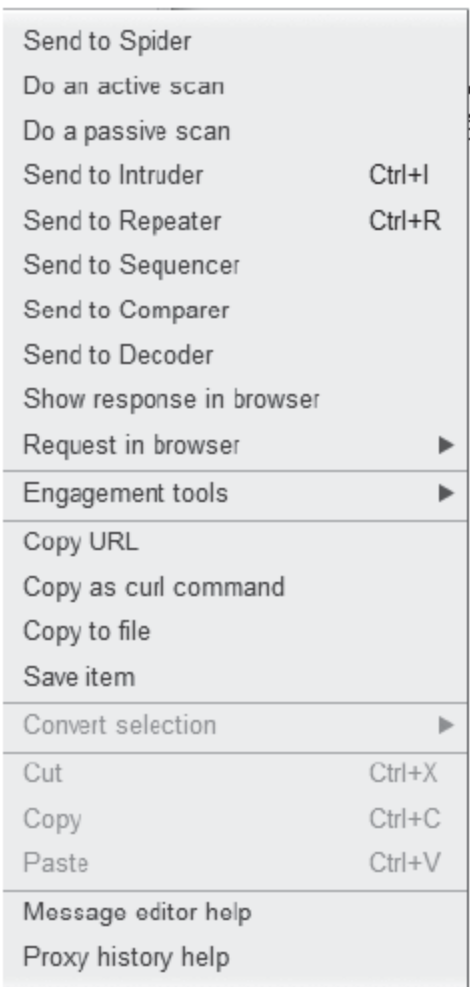 Send to Spider
Do an active scan
Do a passive scan
Send to Intruder Ctrl+I
Send to Repeater Ctrl+R
Send to Sequencer
Send to Comparer
Send to Decoder
Show response in browser
Request in browser
Engagement tools
Copy URL
Copy as curl command
Copy to file
Save item
Convert selection
Cut Ctrl+X
Copy Ctrl+C
Paste Ctrl+V
Message editor help
Proxy history help